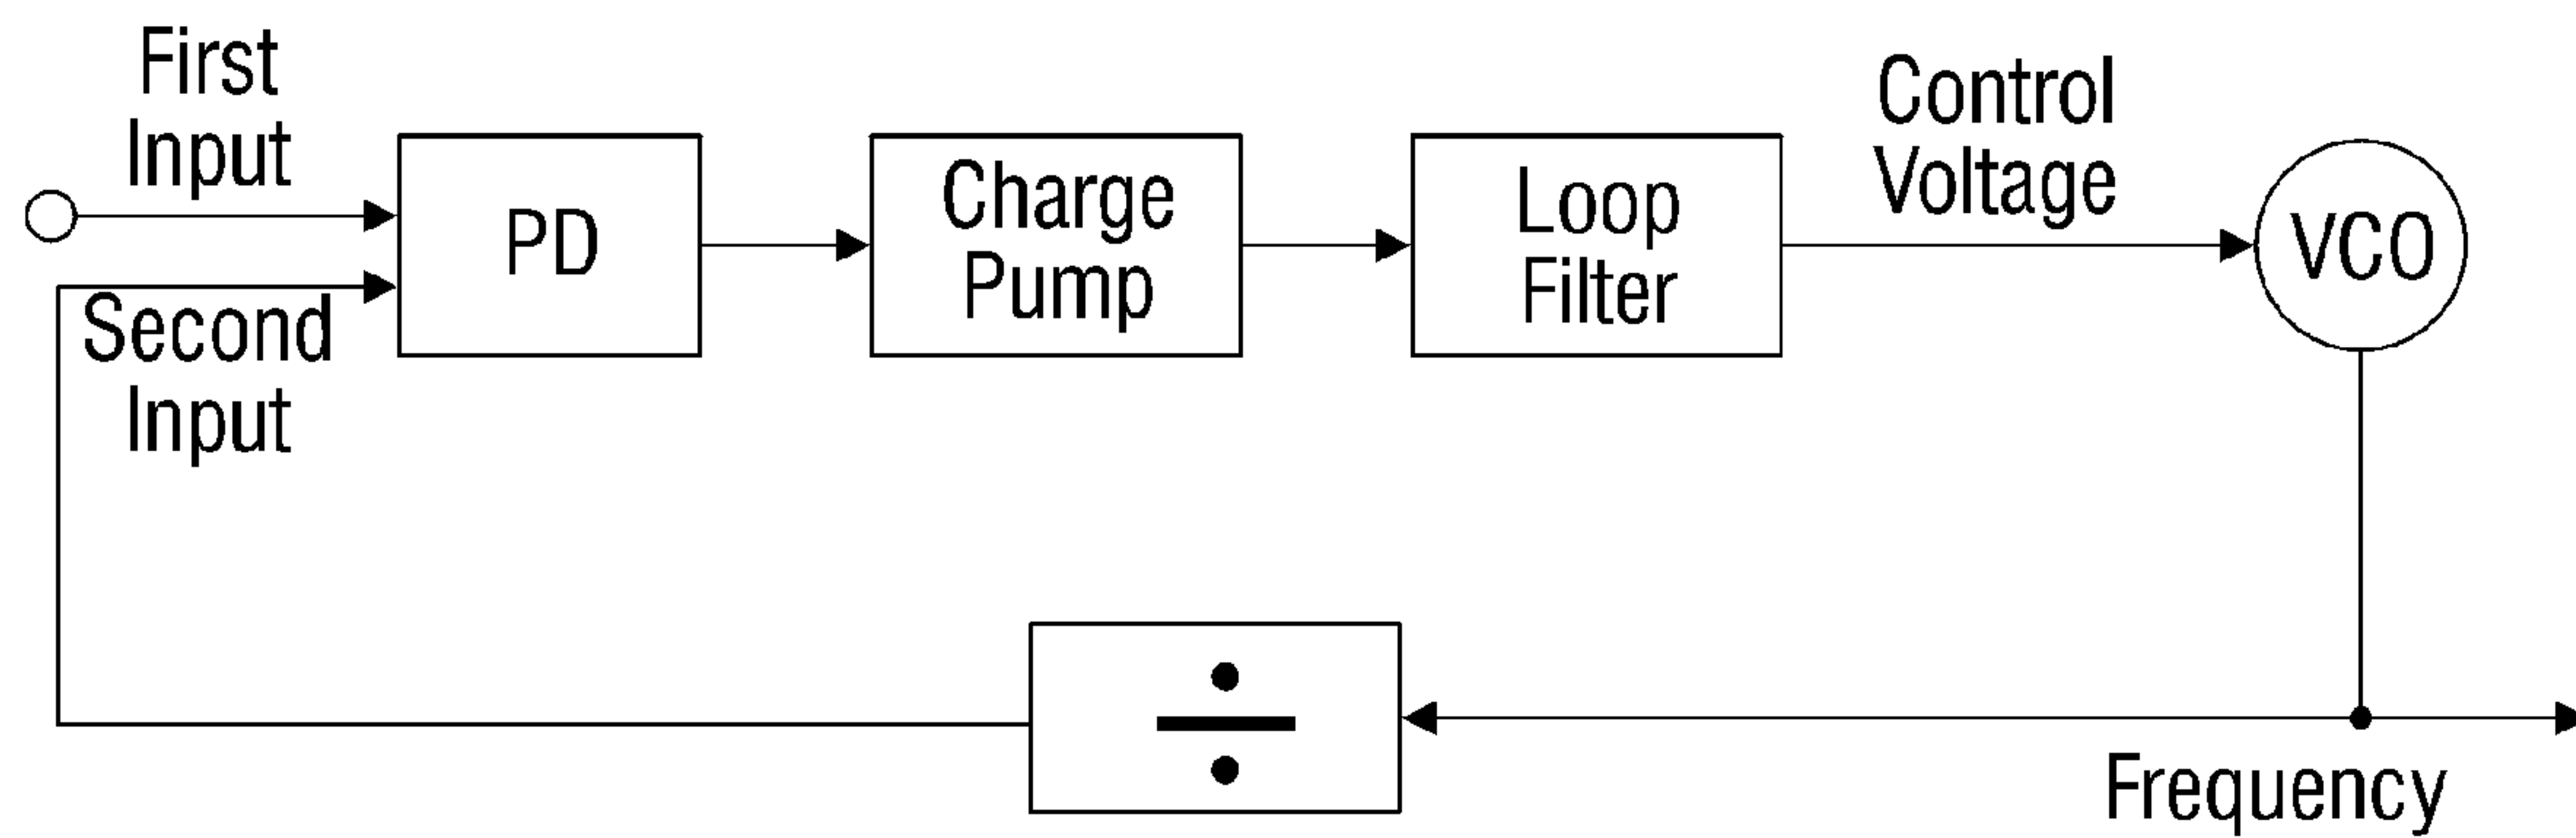 First
Input
PD
Second
Input
Charge
Pump
Loop
Filter
Control
Voltage
VCO
÷
Frequency